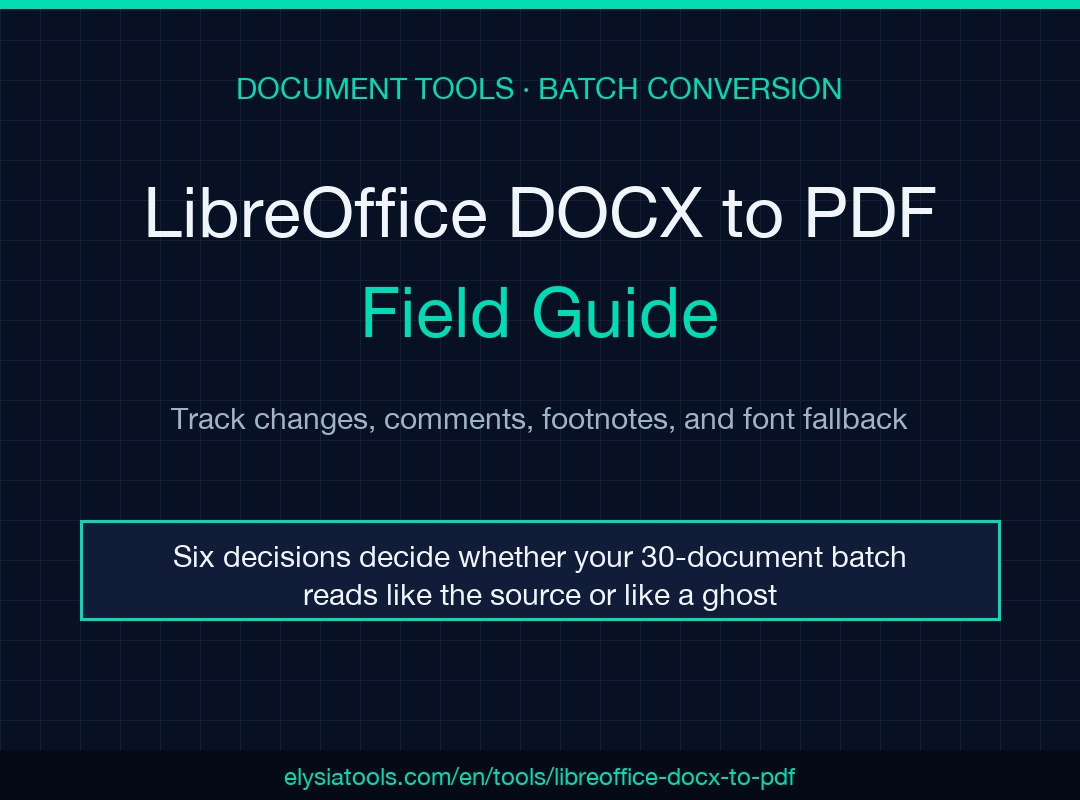 DOCUMENT TOOLS · BATCH CONVERSION
LibreOffice DOCX to PDF
Field Guide
Track changes, comments, footnotes, and font fallback
Six decisions decide whether your 30-document batch
reads like the source or like a ghost
elysiatools.com/en/tools/libreoffice-docx-to-pdf